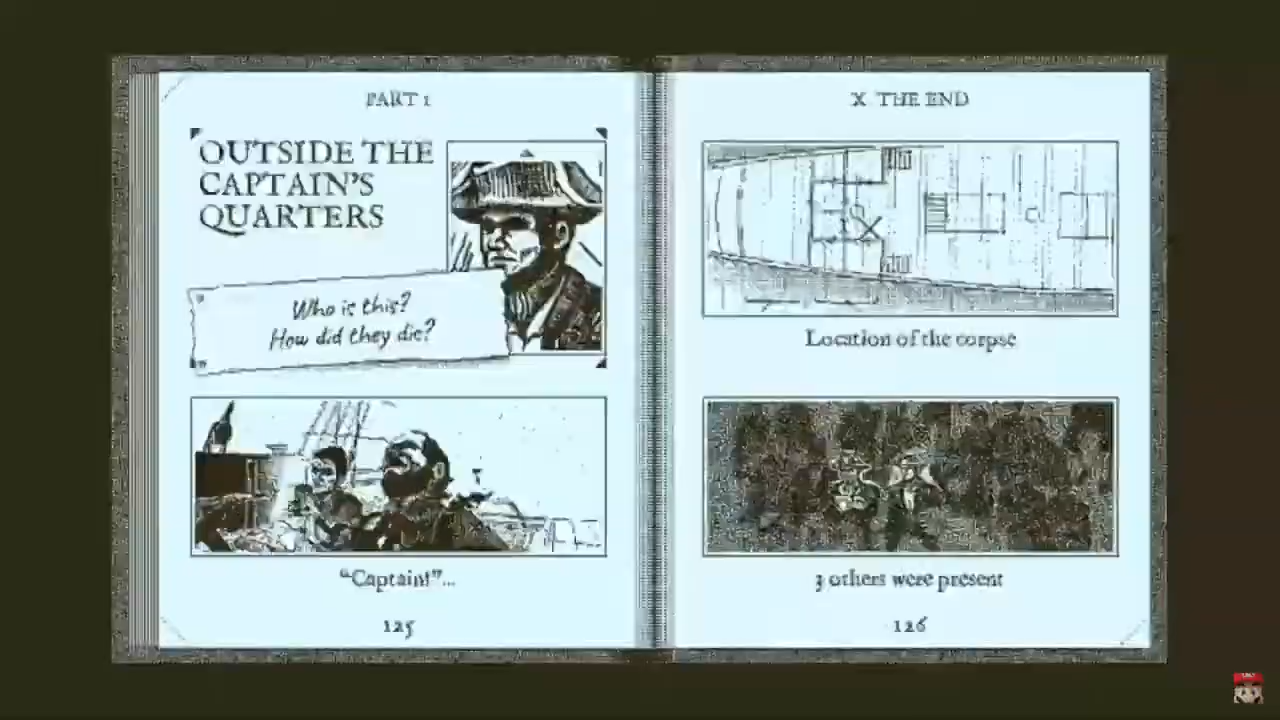 PART 1
OUTSIDE THE
CAPTAIN'S
QUARTERS
Who is this?
How did they die?
"Captain!"...
125
X THE END
Location of the corpse
3 others were present
126